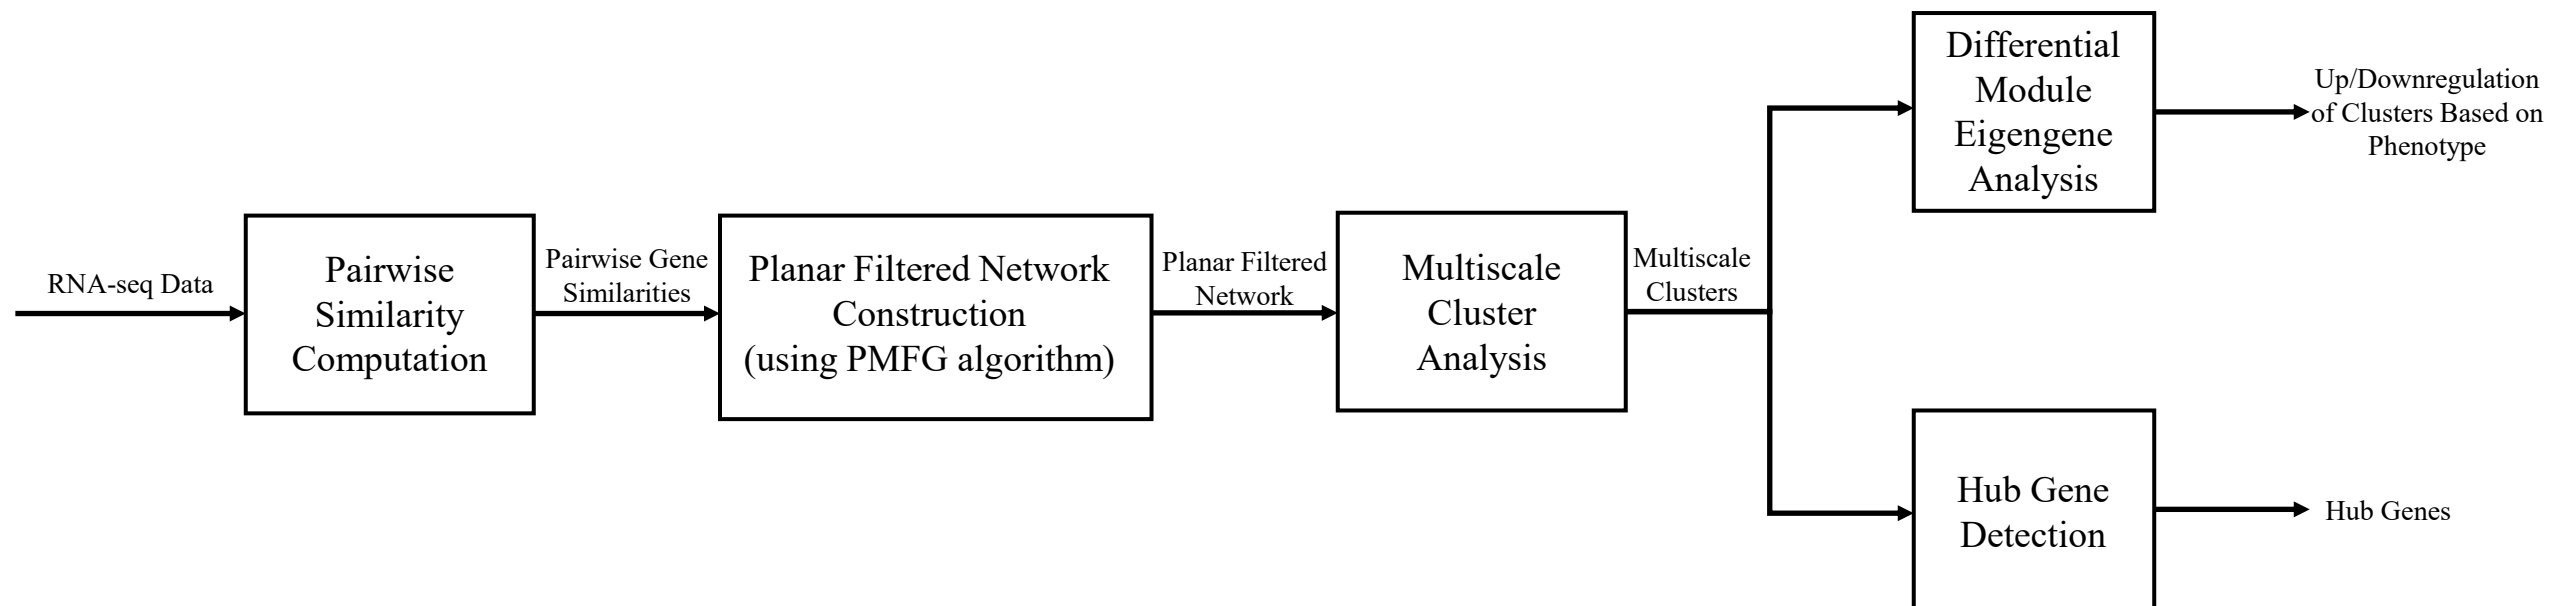 RNA-seq Data
Pairwise
Similarity
Computation
Pairwise Gene
Similarities
Planar Filtered Network
Construction
(using PMFG algorithm)
Planar Filtered
Network
Multiscale
Cluster
Analysis
Multiscale
Clusters
Differential
Module
Eigengene
Analysis
Up/Downregulation
of Clusters Based on
Phenotype
Hub Gene
Detection
Hub Genes